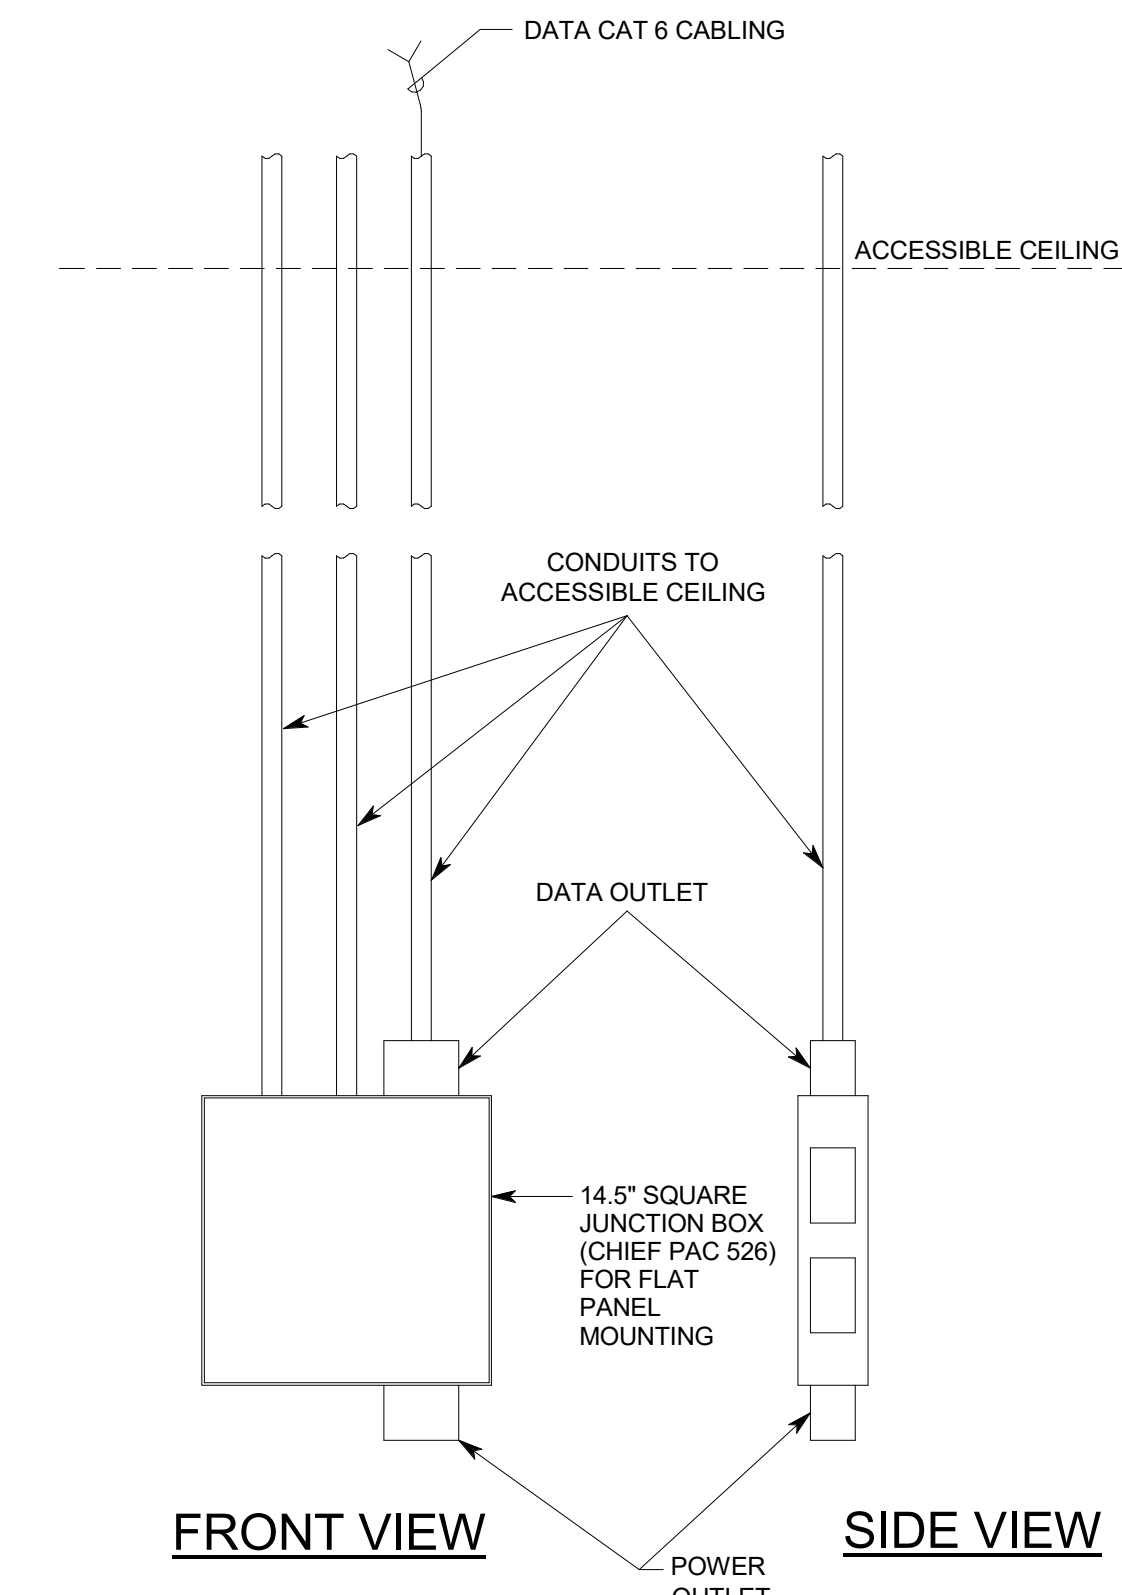 DATA CAT 6 CABLING
ACCESSIBLE CEILING
CONDUITS TO
ACCESSIBLE CEILING
DATA OUTLET
14.5" SQUARE
JUNCTION BOX
(CHIEF PAC 526)
FOR FLAT
PANEL
MOUNTING
FRONT VIEW
SIDE VIEW
POWER
OUTLET